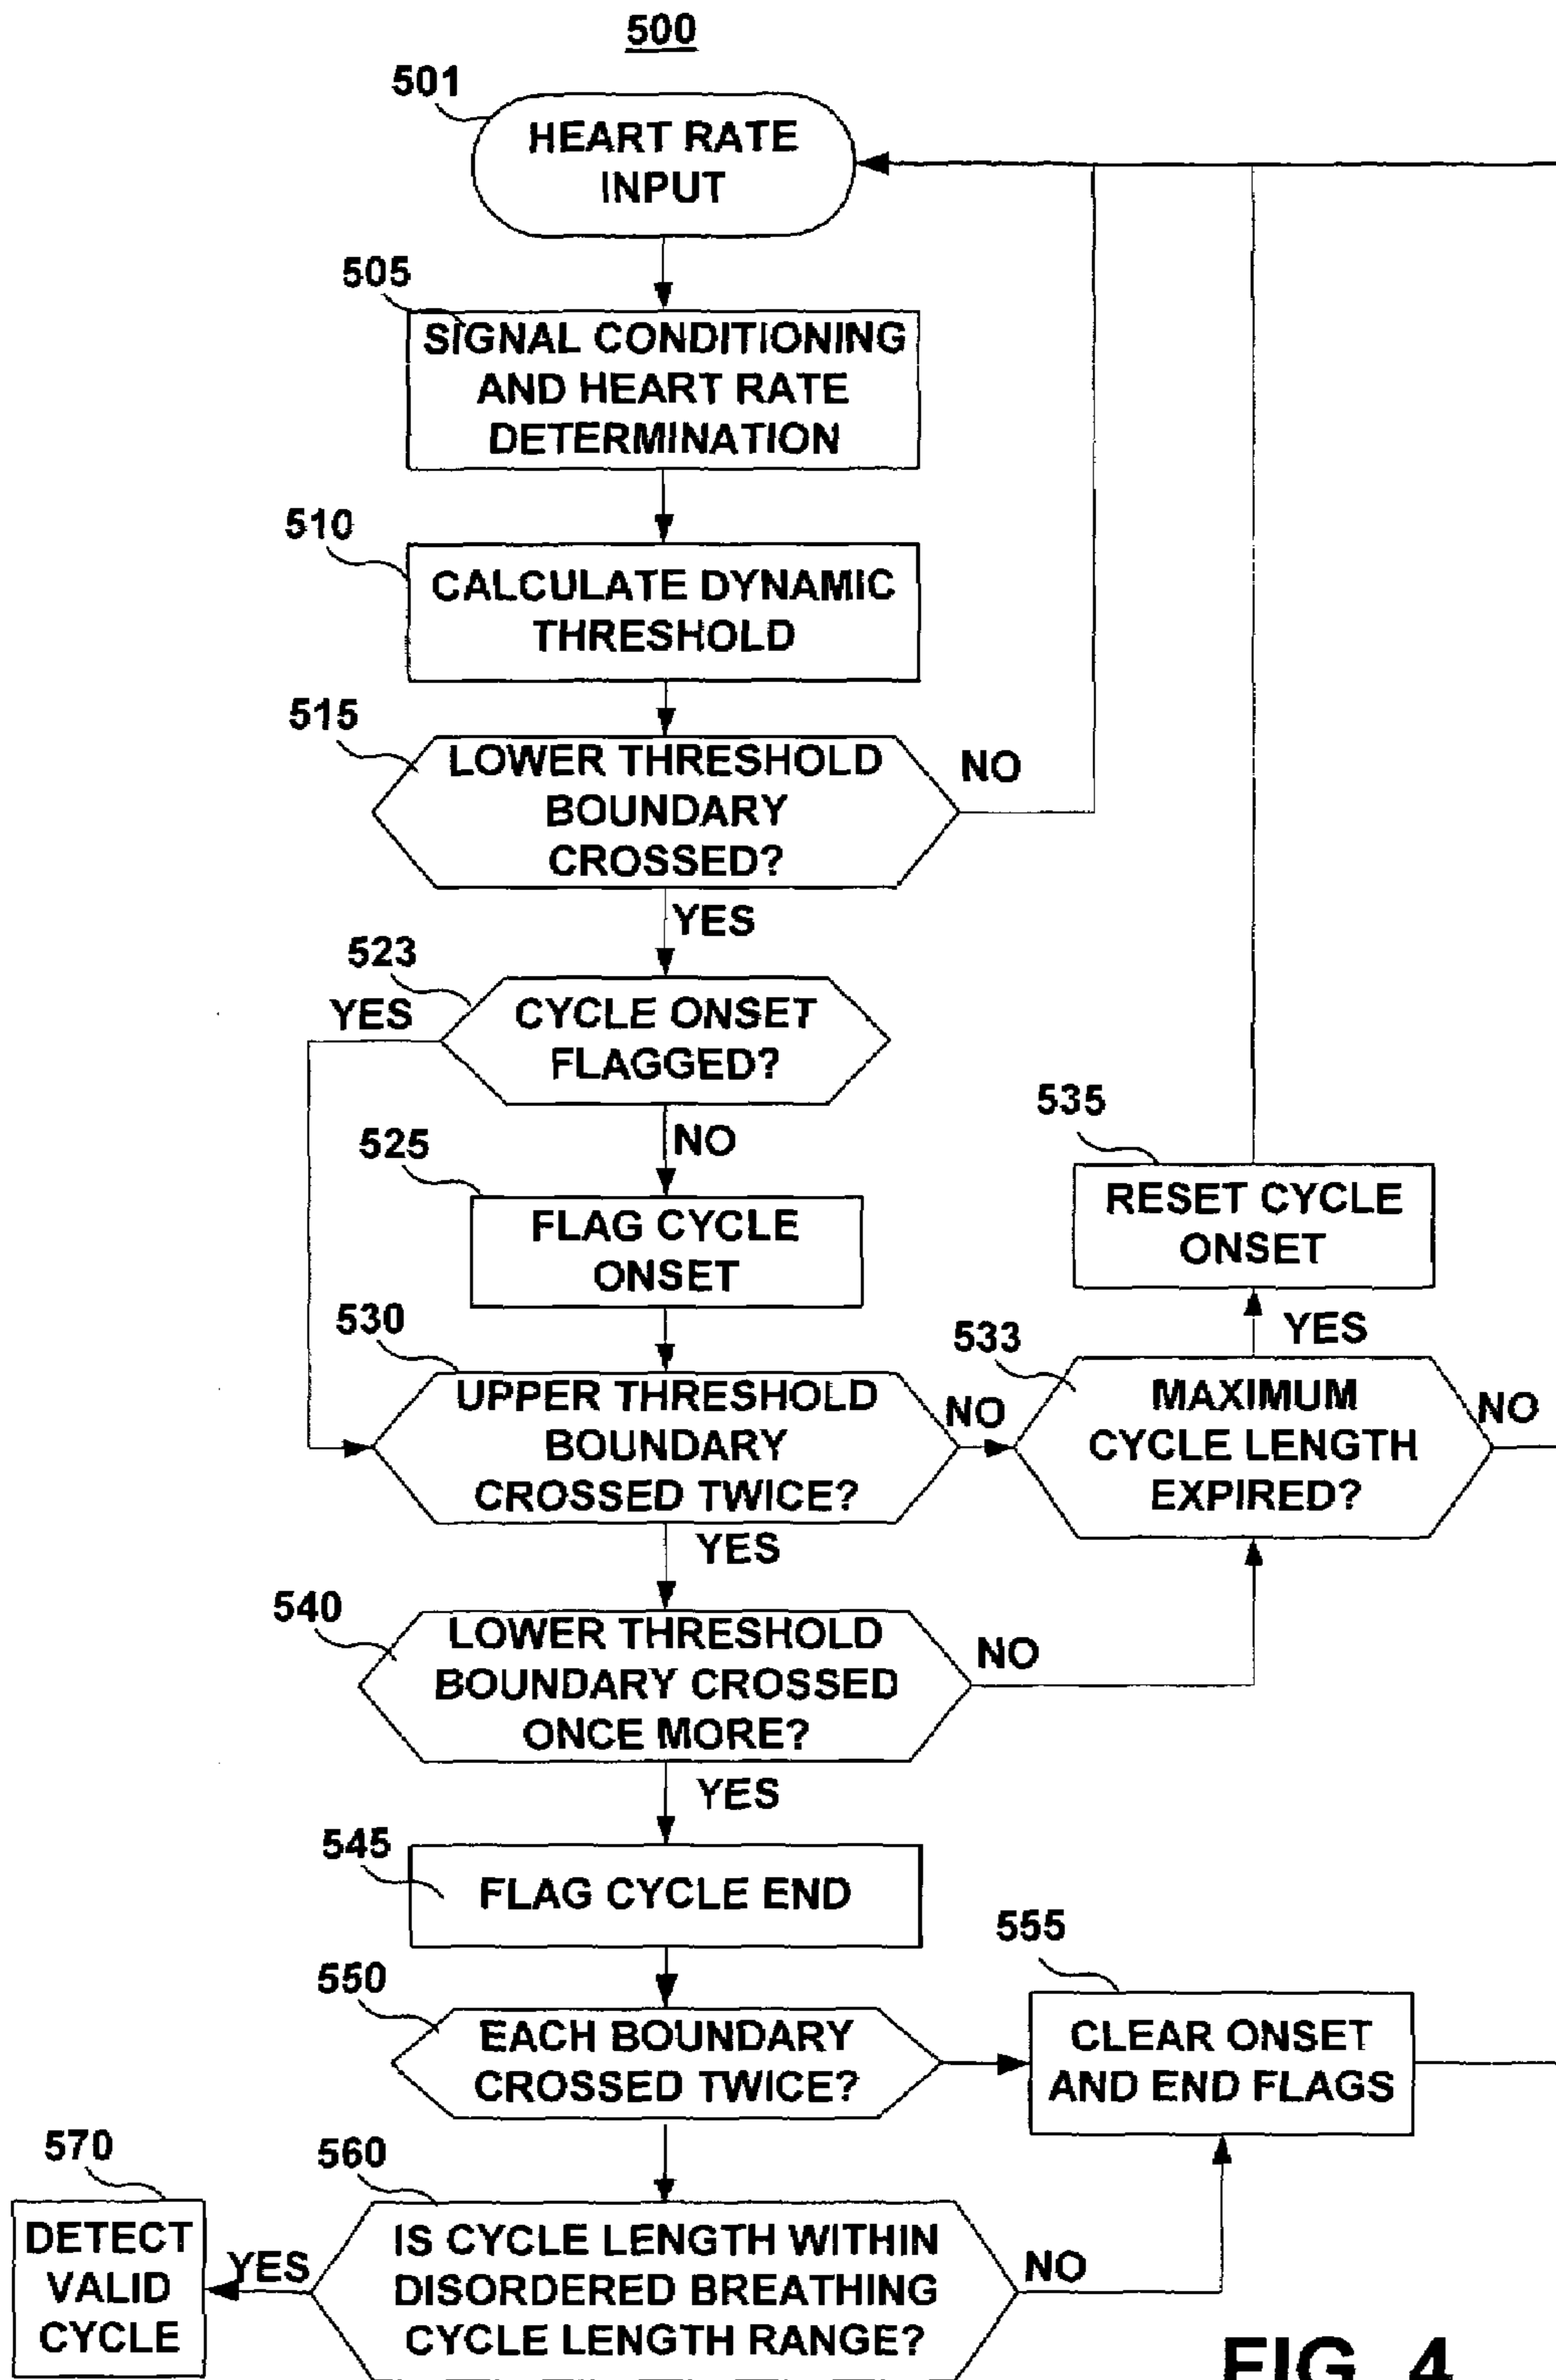 500
501
HEART RATE
INPUT
505
SIGNAL CONDITIONING
AND HEART RATE
DETERMINATION
510
CALCULATE DYNAMIC
THRESHOLD
515
LOWER THRESHOLD
BOUNDARY
CROSSED?
NO
YES
523
YES
CYCLE ONSET
FLAGGED?
NO
525
FLAG CYCLE
ONSET
535
RESET CYCLE
ONSET
YES
530
UPPER THRESHOLD
BOUNDARY
CROSSED TWICE?
NO
533
MAXIMUM
CYCLE LENGTH
EXPIRED?
NO
YES
540
LOWER THRESHOLD
BOUNDARY CROSSED
ONCE MORE?
NO
YES
545
FLAG CYCLE END
550
EACH BOUNDARY
CROSSED TWICE?
555
CLEAR ONSET
AND END FLAGS
560
IS CYCLE LENGTH WITHIN
DISORDERED BREATHING
CYCLE LENGTH RANGE?
NO
YES
570
DETECT
VALID
CYCLE
FIG. 4